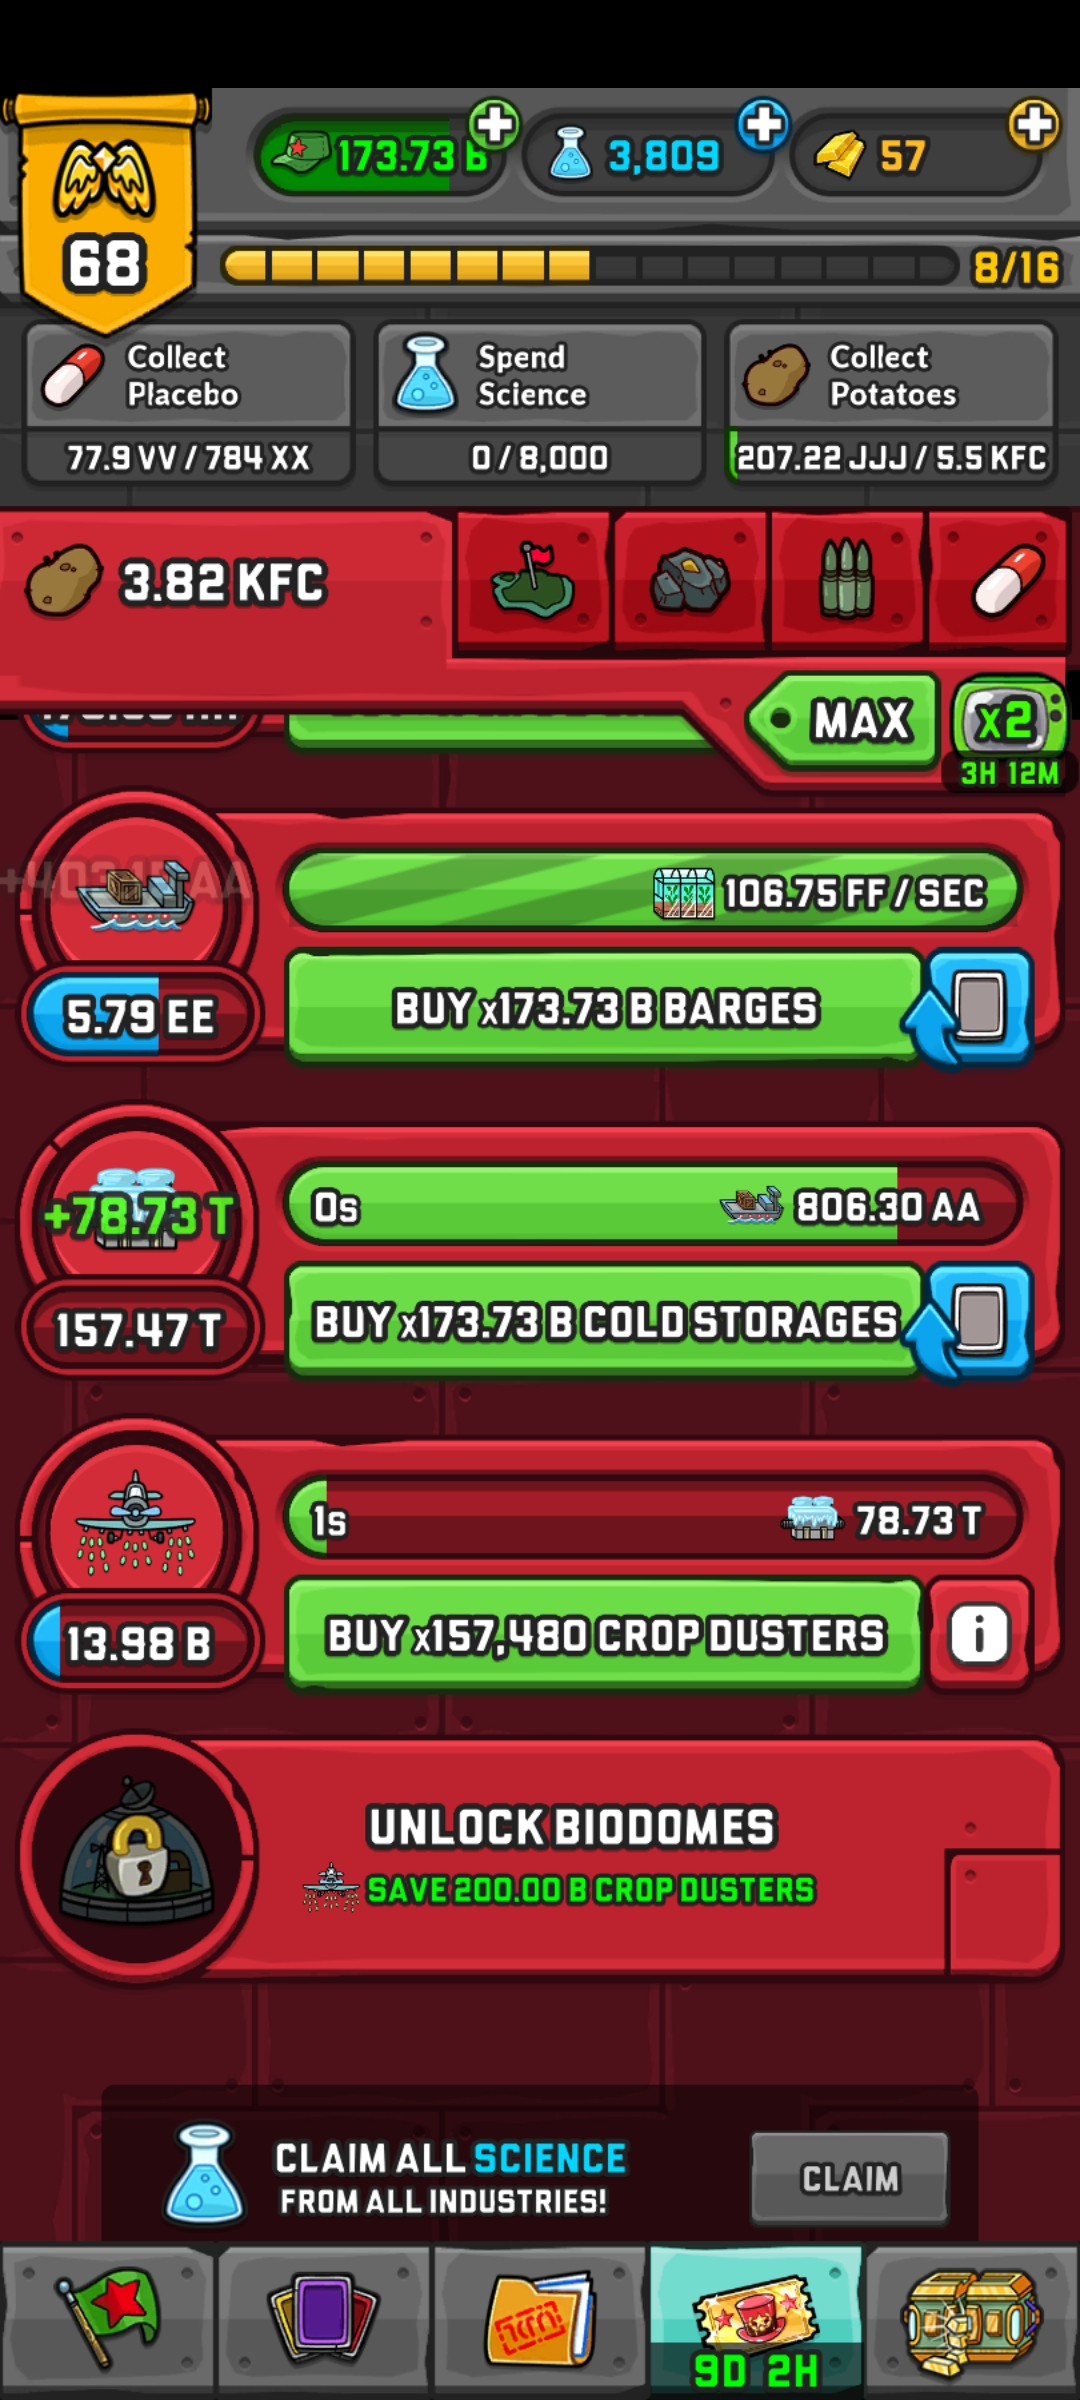 173.73 B
3,809
57
68
8/16
Collect
Placebo
77.9 VV / 784 XX
Spend
Science
0 / 8,000
Collect
Potatoes
207.22 JJJ / 5.5 KFC
3.82 KFC
MAX
x2
3H 12M
106.75 FF / SEC
5.79 EE
BUY x173.73 B BARGES
+78.73 T
0s
806.30 AA
157.47 T
BUY x173.73 B COLD STORAGES
1s
78.73 T
13.98 B
BUY x157,480 CROP DUSTERS
i
UNLOCK BIODOMES
SAVE 200.00 B CROP DUSTERS
CLAIM ALL SCIENCE
FROM ALL INDUSTRIES!
CLAIM
9D 2H